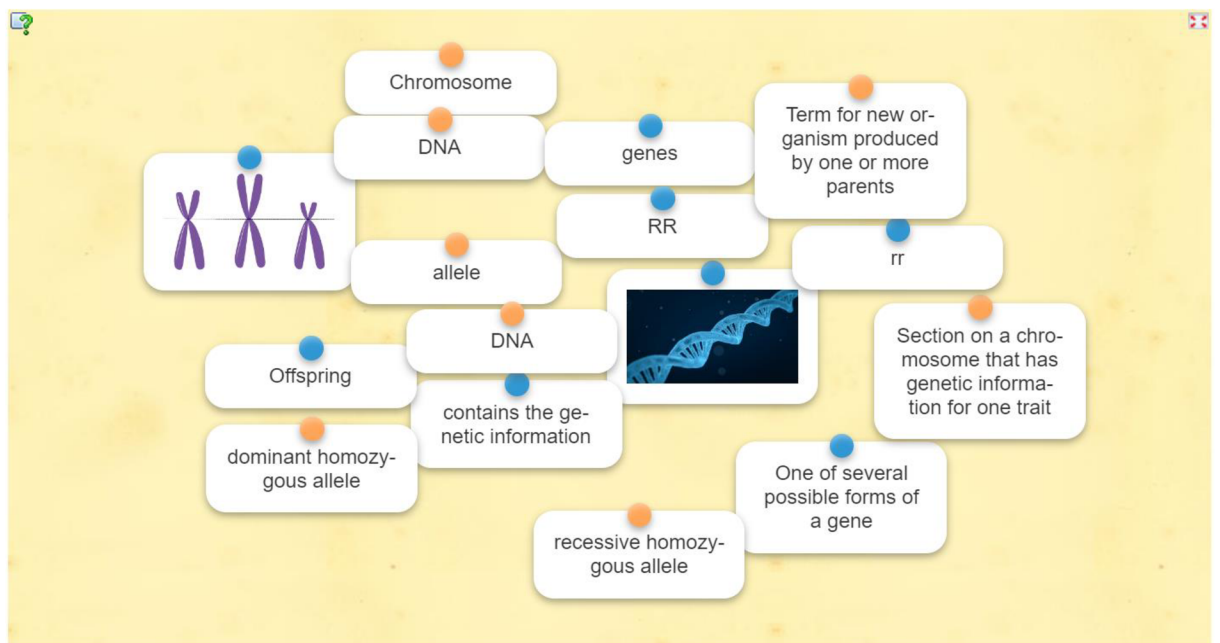 Chromosome
DNA
genes
Term for new or-
ganism produced
by one or more
parents
RR
rr
allele
DNA
Section on a chro-
mosome that has
genetic informa-
tion for one trait
Offspring
contains the ge-
netic information
dominant homozy-
gous allele
One of several
possible forms of
a gene
recessive homozy-
gous allele